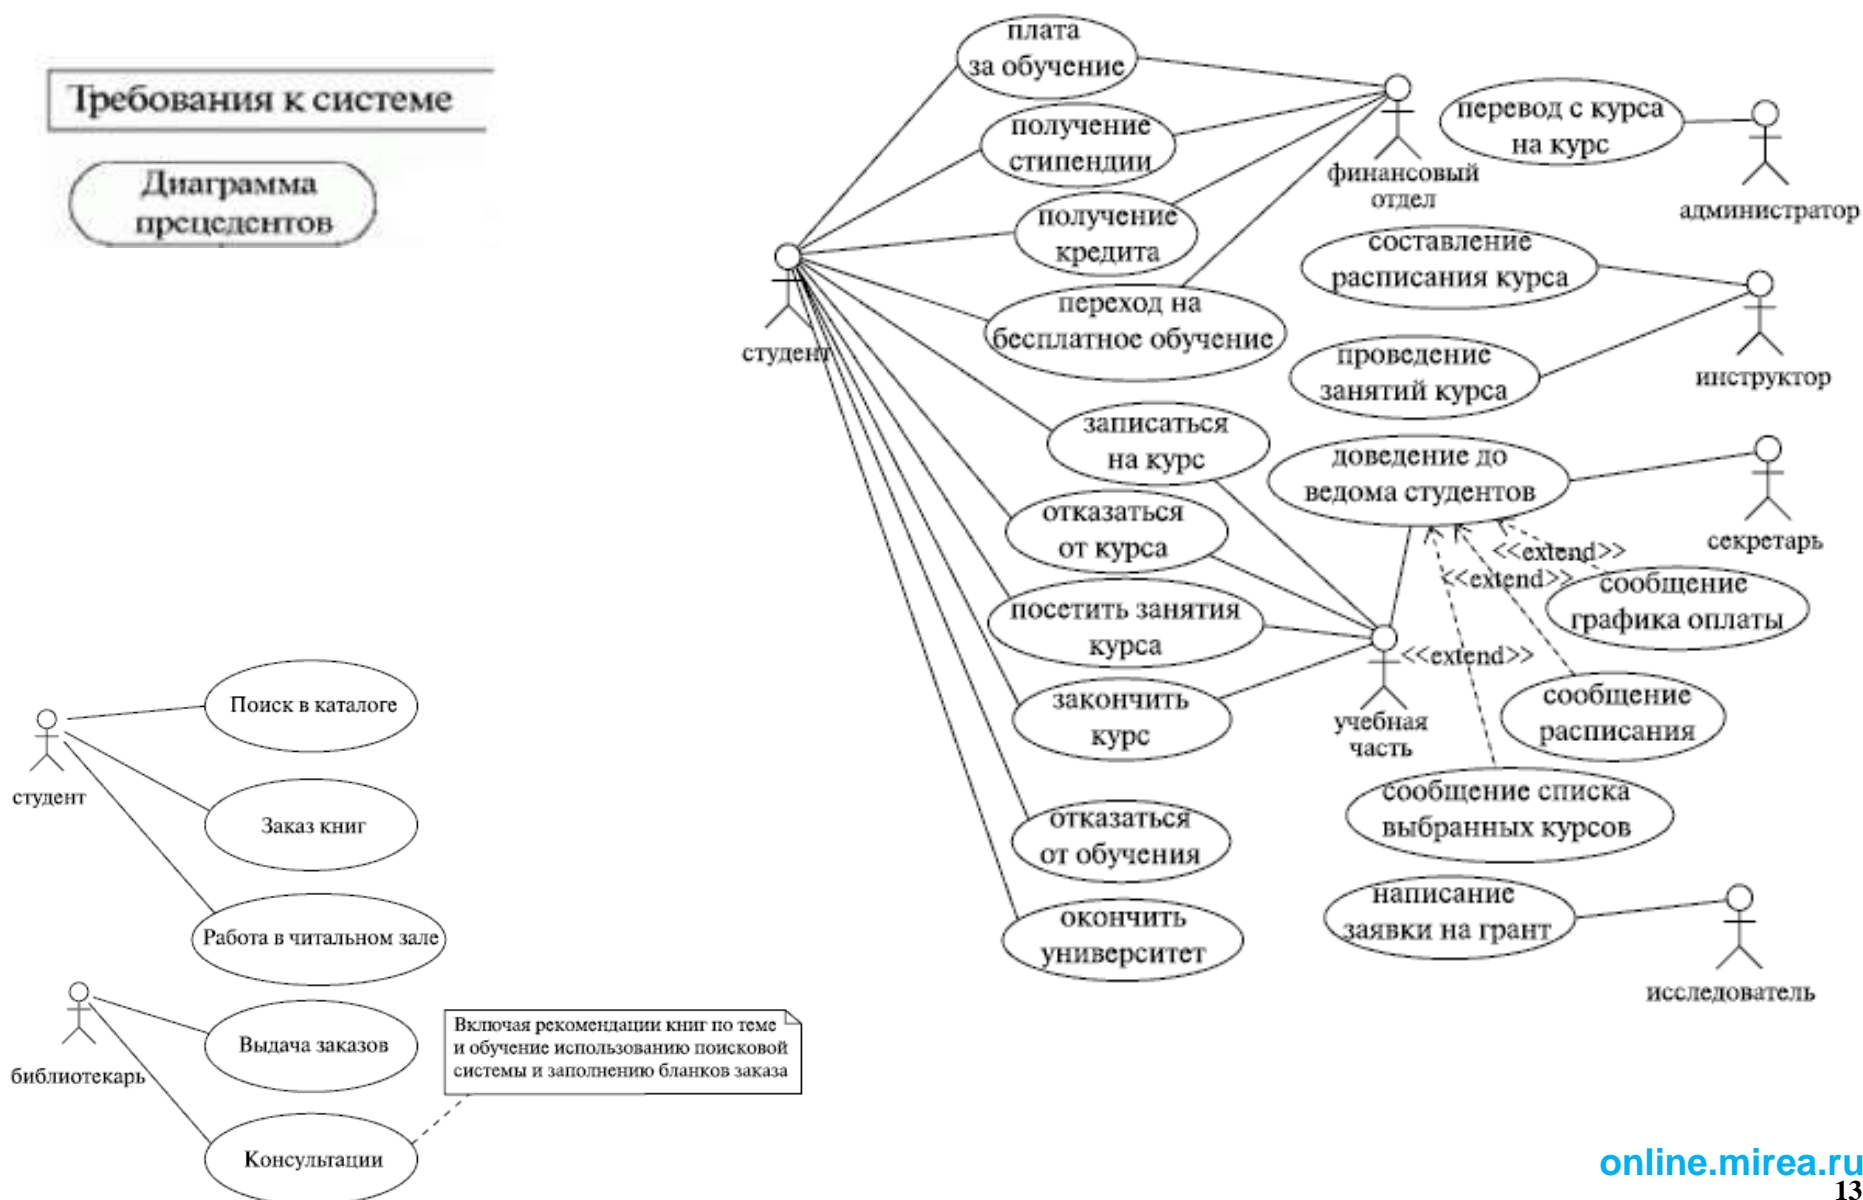 Требования к системе
Диаграмма
прецедентов
плата
за обучение
получение
стипендии
получение
кредита
переход на
бесплатное обучение
студент
финансовый
отдел
перевод с курса
на курс
администратор
составление
расписания курса
проведение
занятий курса
инструктор
записаться
на курс
отказаться
от курса
посетить занятия
курса
закончить
курс
отказаться
от обучения
окончить
университет
доведение до
ведома студентов
секретарь
<<extend>>
<<extend>>
<<extend>>
сообщение
графика оплаты
сообщение
расписания
учебная
часть
сообщение списка
выбранных курсов
написание
заявки на грант
исследователь
Поиск в каталоге
студент
Заказ книг
Работа в читальном зале
Выдача заказов
библиотекарь
Консультации
Включая рекомендации книг по теме
и обучение использованию поисковой
системы и заполнению бланков заказа
online.mirea.ru
13